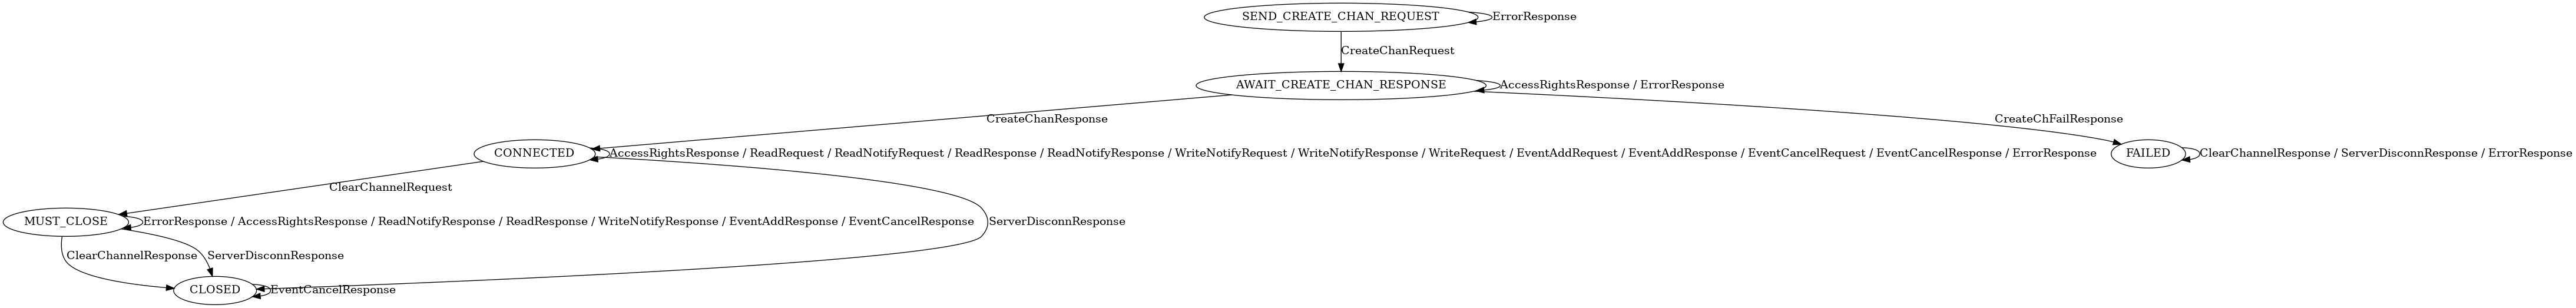 SEND_CREATE_CHAN_REQUEST
ErrorResponse
CreateChanRequest
AWAIT_CREATE_CHAN_RESPONSE
AccessRightsResponse / ErrorResponse
CreateChanResponse
CreateChFailResponse
CONNECTED
AccessRightsResponse / ReadRequest / ReadNotifyRequest / ReadResponse / ReadNotifyResponse / WriteNotifyRequest / WriteNotifyResponse / WriteRequest / EventAddRequest / EventAddResponse / EventCancelRequest / EventCancelResponse / ErrorResponse
FAILED
ClearChannelResponse / ServerDisconnResponse / ErrorResponse
ClearChannelRequest
MUST_CLOSE
ErrorResponse / AccessRightsResponse / ReadNotifyResponse / ReadResponse / WriteNotifyResponse / EventAddResponse / EventCancelResponse
ServerDisconnResponse
ClearChannelResponse
ServerDisconnResponse
CLOSED
EventCancelResponse